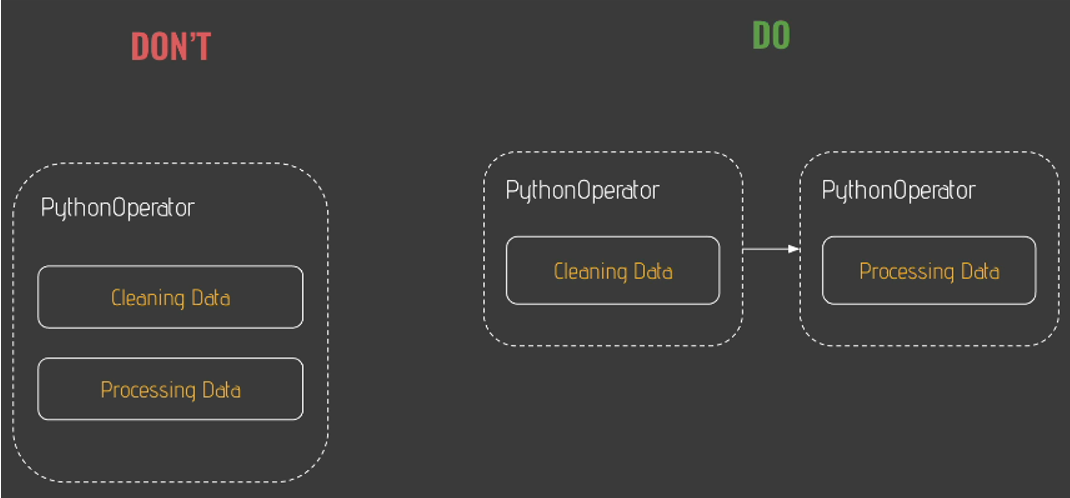 DON'T
DO
PythonOperator
Cleaning Data
Processing Data
PythonOperator
Cleaning Data
PythonOperator
Processing Data